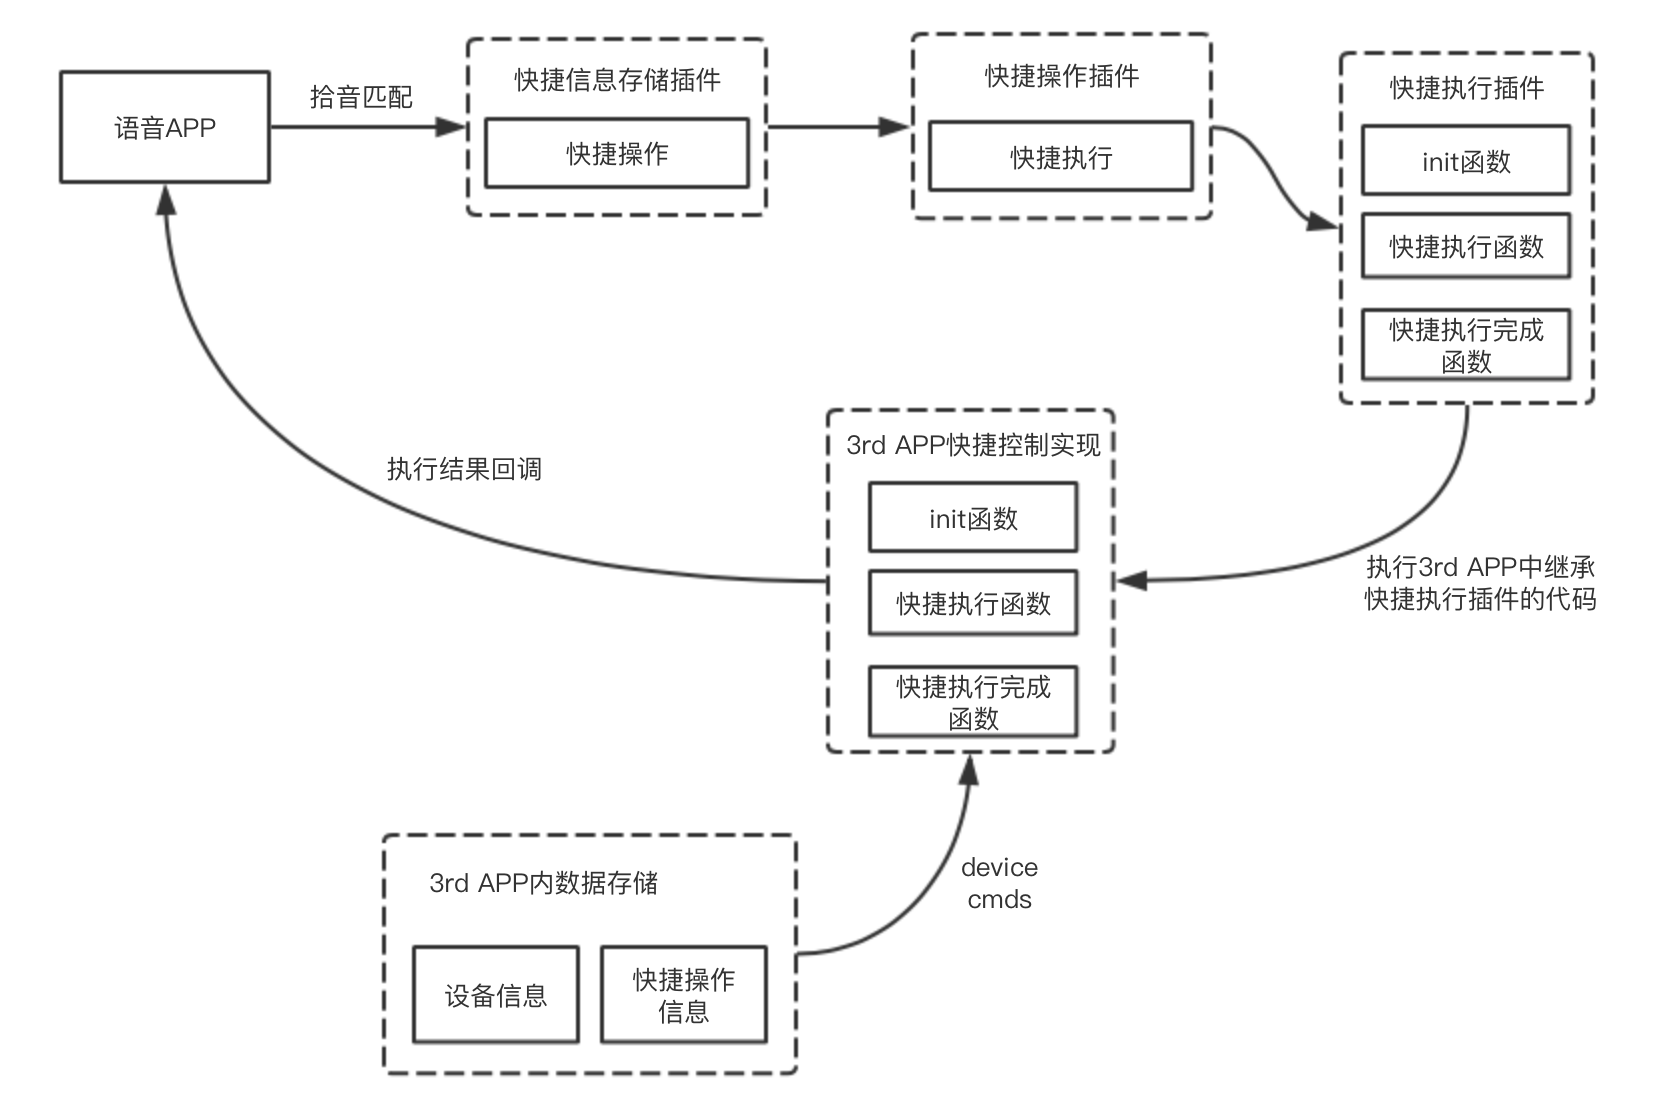 语音APP
拾音匹配
快捷信息存储插件
快捷操作
快捷操作插件
快捷执行
快捷执行插件
init函数
快捷执行函数
快捷执行完成
函数
执行3rd APP中继承
快捷执行插件的代码
3rd APP快捷控制实现
init函数
快捷执行函数
快捷执行完成
函数
执行结果回调
device
cmds
3rd APP内数据存储
设备信息
快捷操作
信息